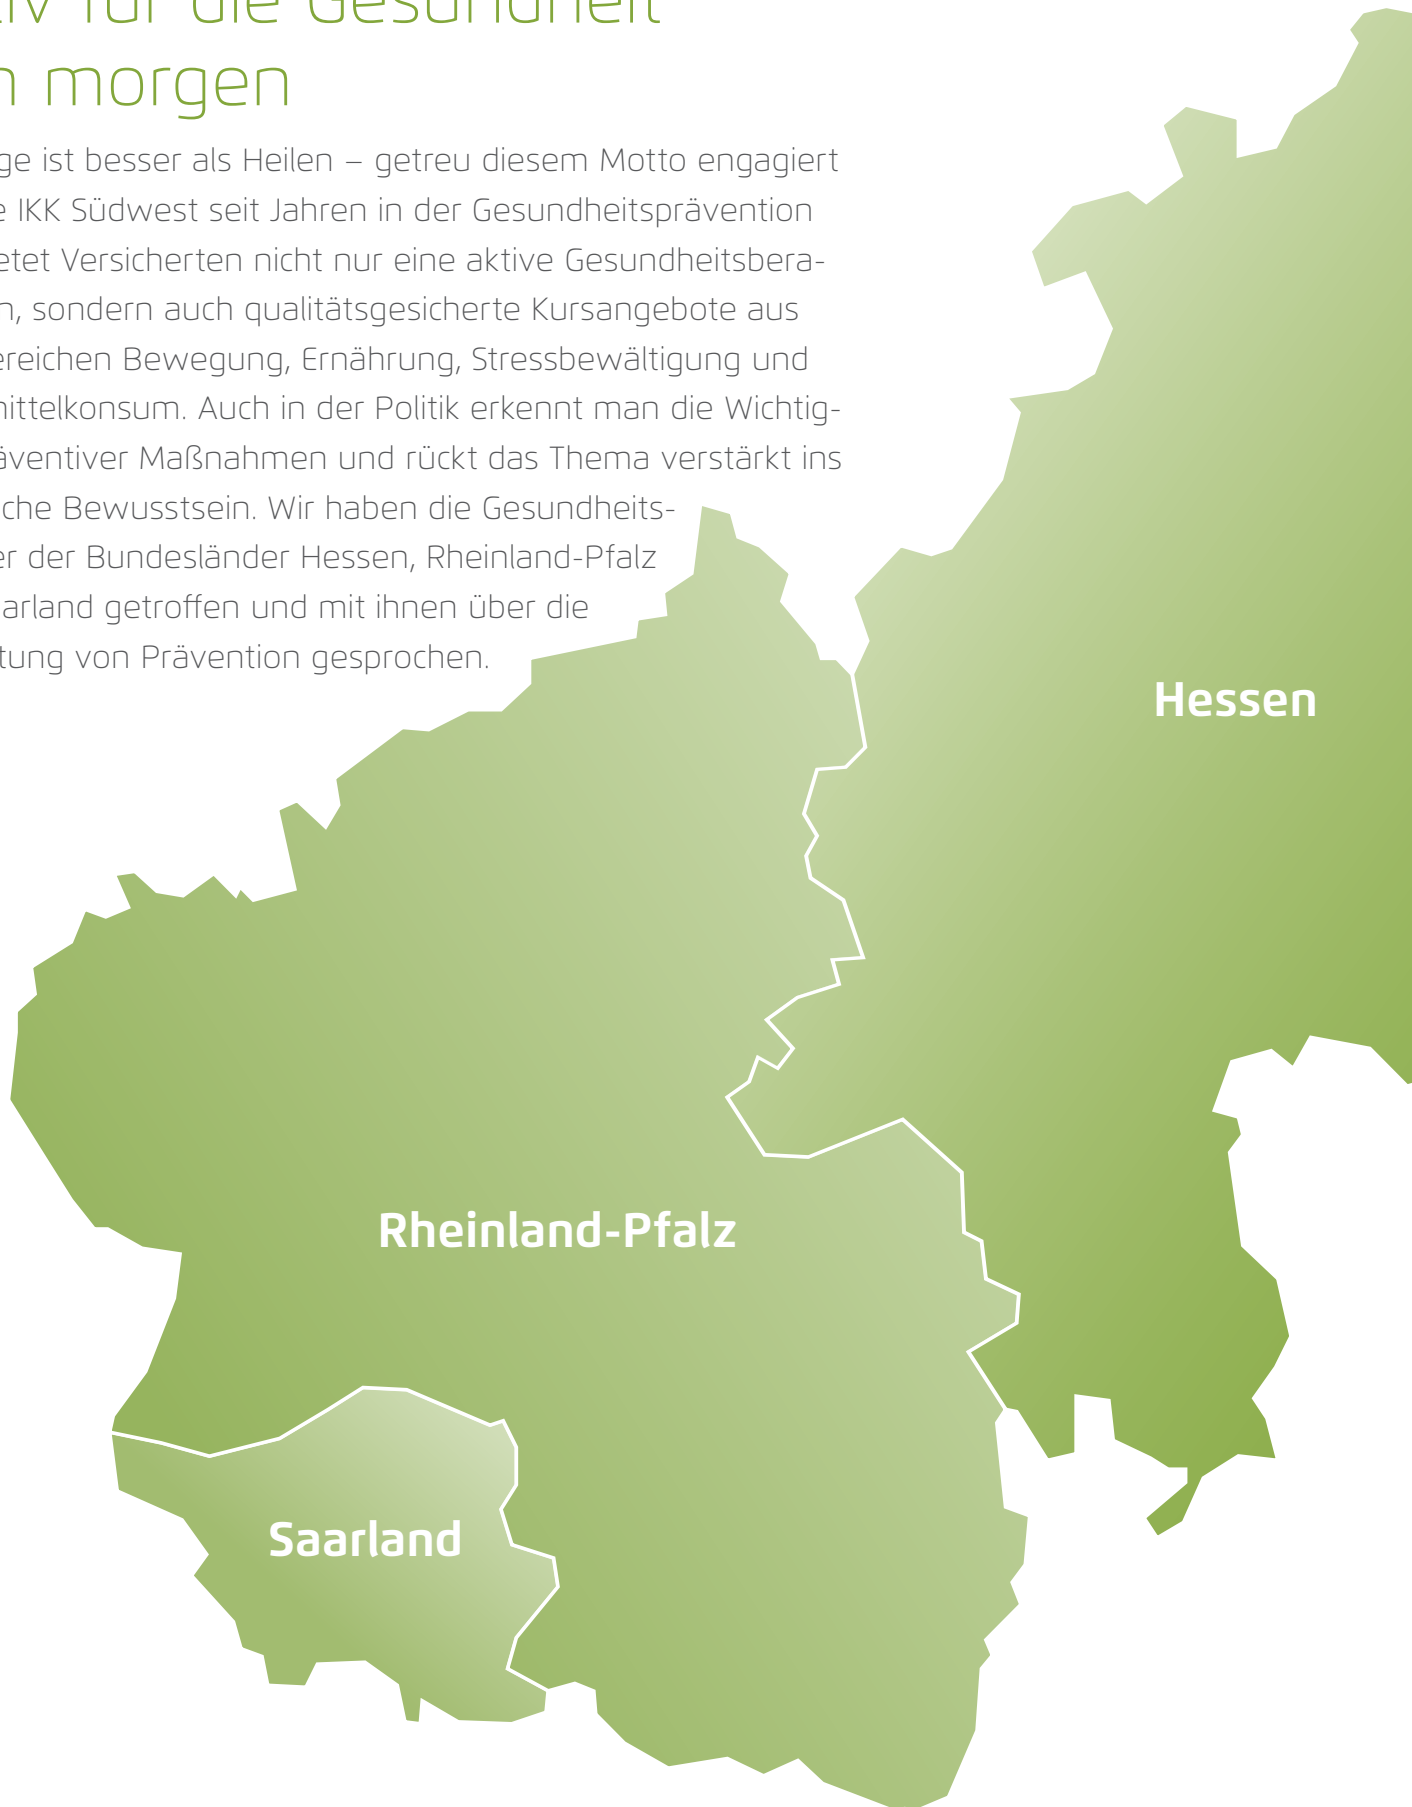 iv für die Gesundheit
n morgen
ge ist besser als Heilen – getreu diesem Motto engagiert
e IKK Südwest seit Jahren in der Gesundheitsprävention
etet Versicherten nicht nur eine aktive Gesundheitsbera-
n, sondern auch qualitätsgesicherte Kursangebote aus
ereichen Bewegung, Ernährung, Stressbewältigung und
mittelkonsum. Auch in der Politik erkennt man die Wichtig-
äventiver Maßnahmen und rückt das Thema verstärkt ins
iche Bewusstsein. Wir haben die Gesundheits-
er der Bundesländer Hessen, Rheinland-Pfalz
aarland getroffen und mit ihnen über die
tung von Prävention gesprochen.
Hessen
Rheinland-Pfalz
Saarland